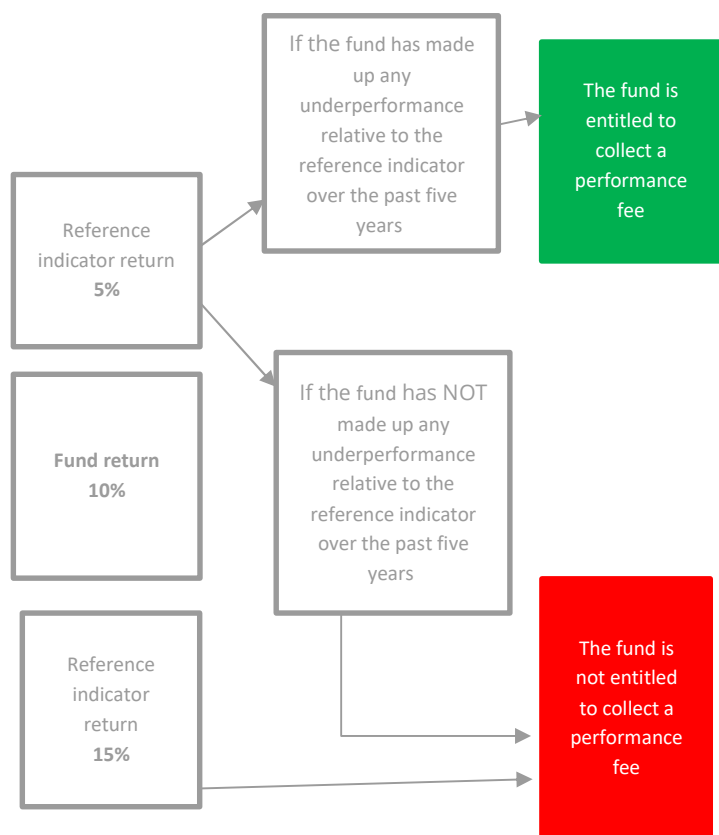 If the fund has made
up any
underperformance
relative to the
reference indicator
over the past five
years
The fund is
entitled to
collect a
performance
fee
Reference
indicator return
5%
If the fund has NOT
made up any
underperformance
relative to the
reference indicator
over the past five
years
Fund return
10%
Reference
indicator
return
15%
The fund is
not entitled
to collect a
performance
fee